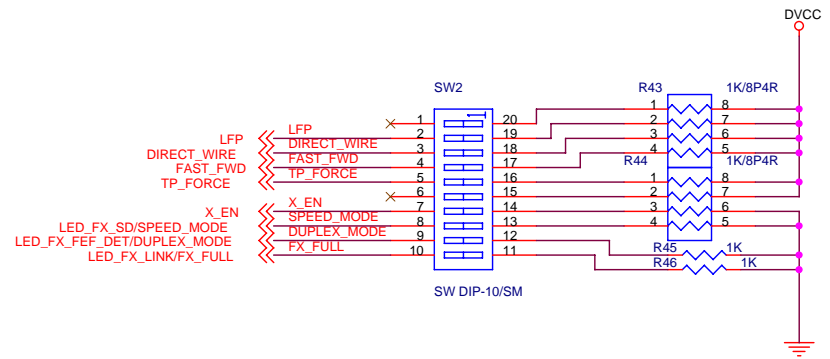 DVCC
SW2
R43
1K/8P4R
1
20
1
8
LFP
LFP
2
19
2
7
DIRECT_WIRE
DIRECT_WIRE
3
18
3
6
FAST_FWD
FAST_FWD
4
17
4
5
R44
1K/8P4R
TP_FORCE
TP_FORCE
5
16
1
8
6
15
2
7
X_EN
X_EN
7
14
3
6
LED_FX_SD/SPEED_MODE
SPEED_MODE
8
13
4
5
LED_FX_FEF_DET/DUPLEX_MODE
DUPLEX_MODE
9
12
R45
1K
LED_FX_LINK/FX_FULL
FX_FULL
10
11
R46
1K
SW DIP-10/SM